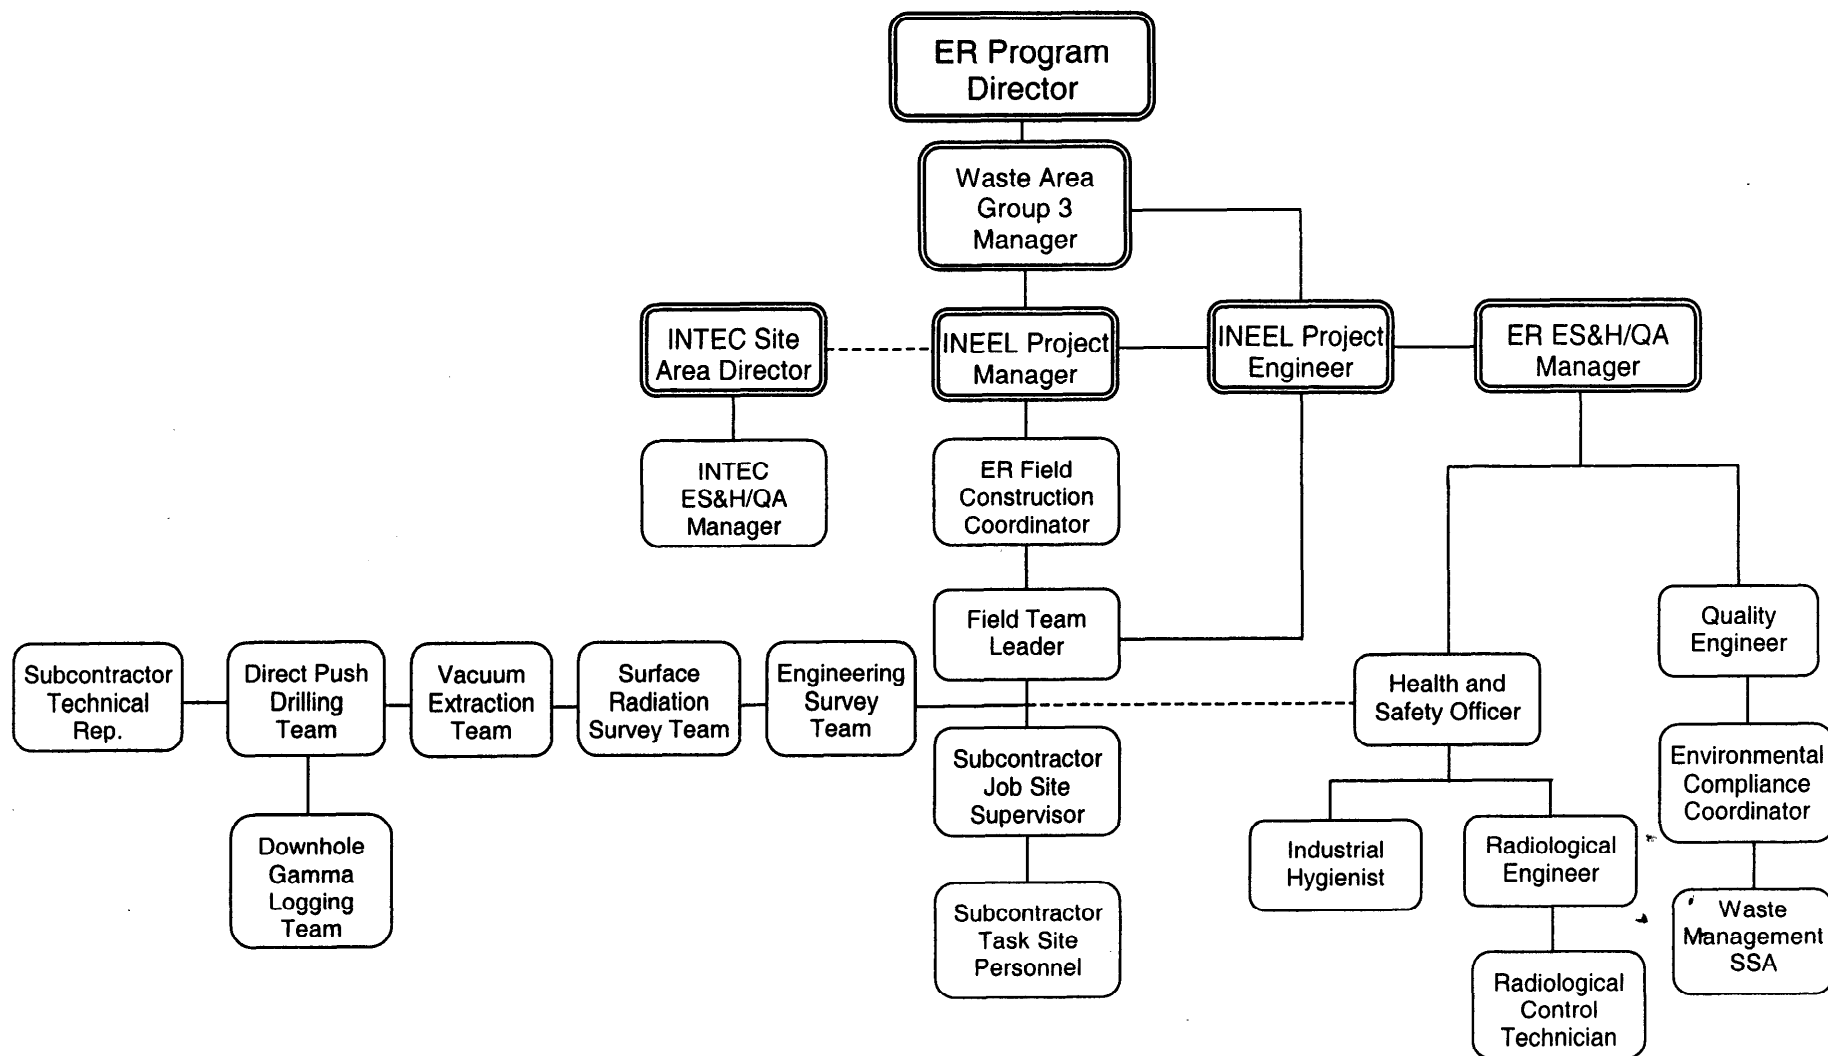 ER Program
Director
Waste Area
Group 3
Manager
INTEC Site
Area Director
INEEL Project
Manager
INEEL Project
Engineer
ER ES&H/QA
Manager
INTEC
ES&H/QA
Manager
ER Field
Construction
Coordinator
Field Team
Leader
Quality
Engineer
Subcontractor
Technical
Rep.
Direct Push
Drilling
Team
Vacuum
Extraction
Team
Surface
Radiation
Survey Team
Engineering
Survey
Team
Health and
Safety Officer
Subcontractor
Job Site
Supervisor
Environmental
Compliance
Coordinator
Downhole
Gamma
Logging
Team
Industrial
Hygienist
Radiological
Engineer
Subcontractor
Task Site
Personnel
Waste
Management
SSA
Radiological
Control
Technician